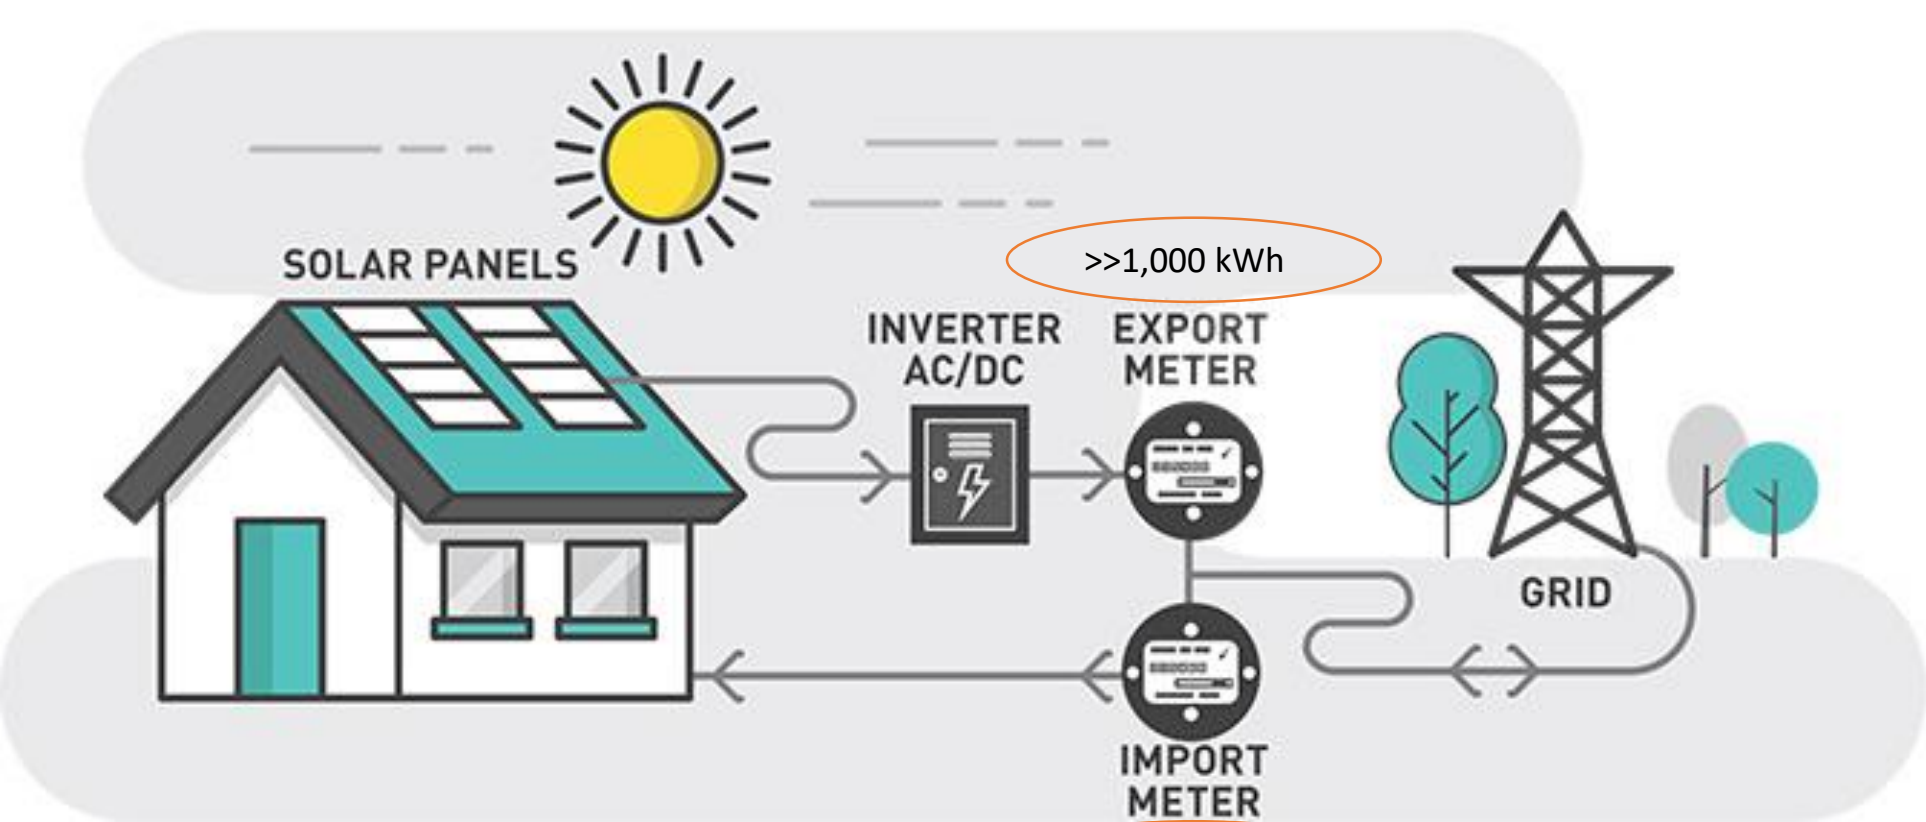 SOLAR PANELS
>>1,000 kWh
INVERTER
AC/DC
EXPORT
METER
GRID
IMPORT
METER